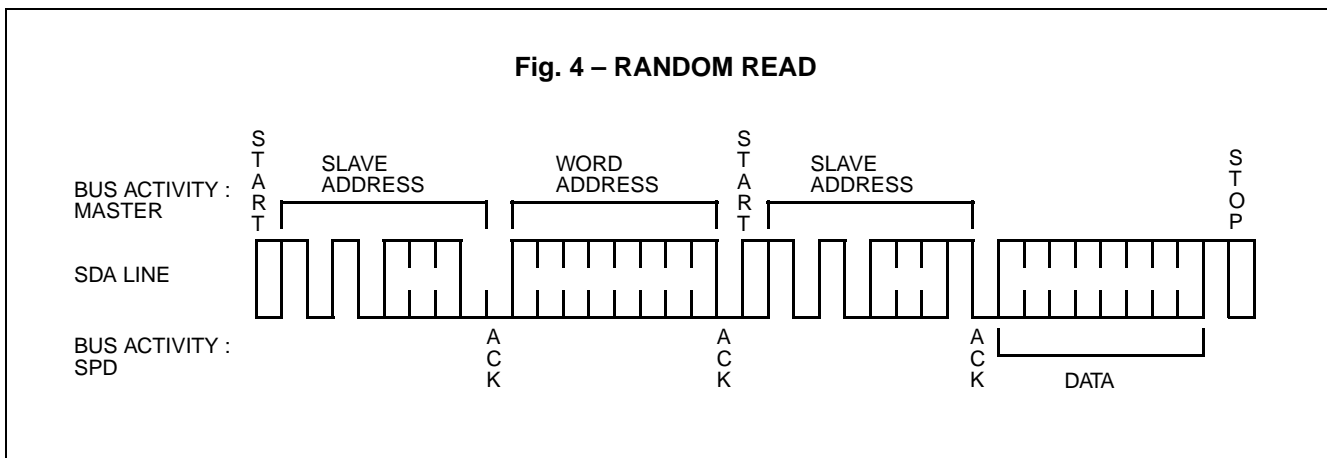 Fig. 4 – RANDOM READ
BUS ACTIVITY :
MASTER
START
SLAVE
ADDRESS
WORD
ADDRESS
START
SLAVE
ADDRESS
STOP
SDA LINE
BUS ACTIVITY :
SPD
ACK
ACK
ACK
DATA